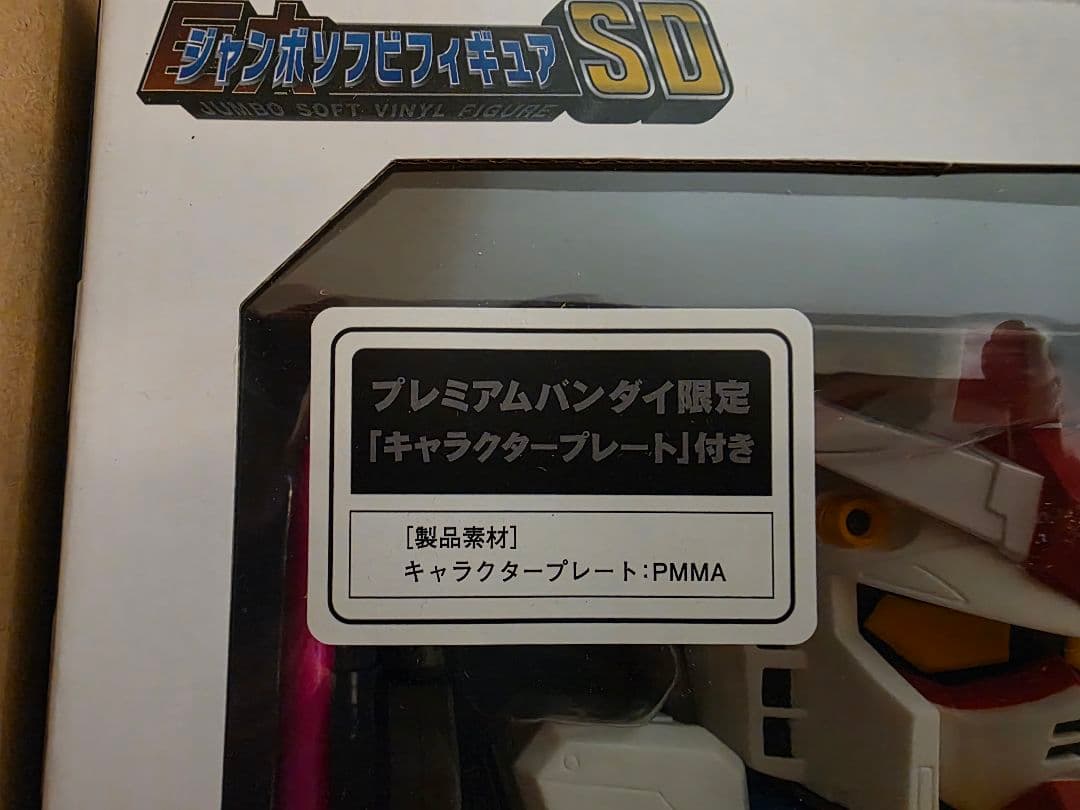 巨大
ジャンボソフビフィギュア SD
JUMBO SOFT VINYL FIGURE
プレミアムバンダイ限定
「キャラクタープレート」付き
[製品素材]
キャラクタープレート:PMMA